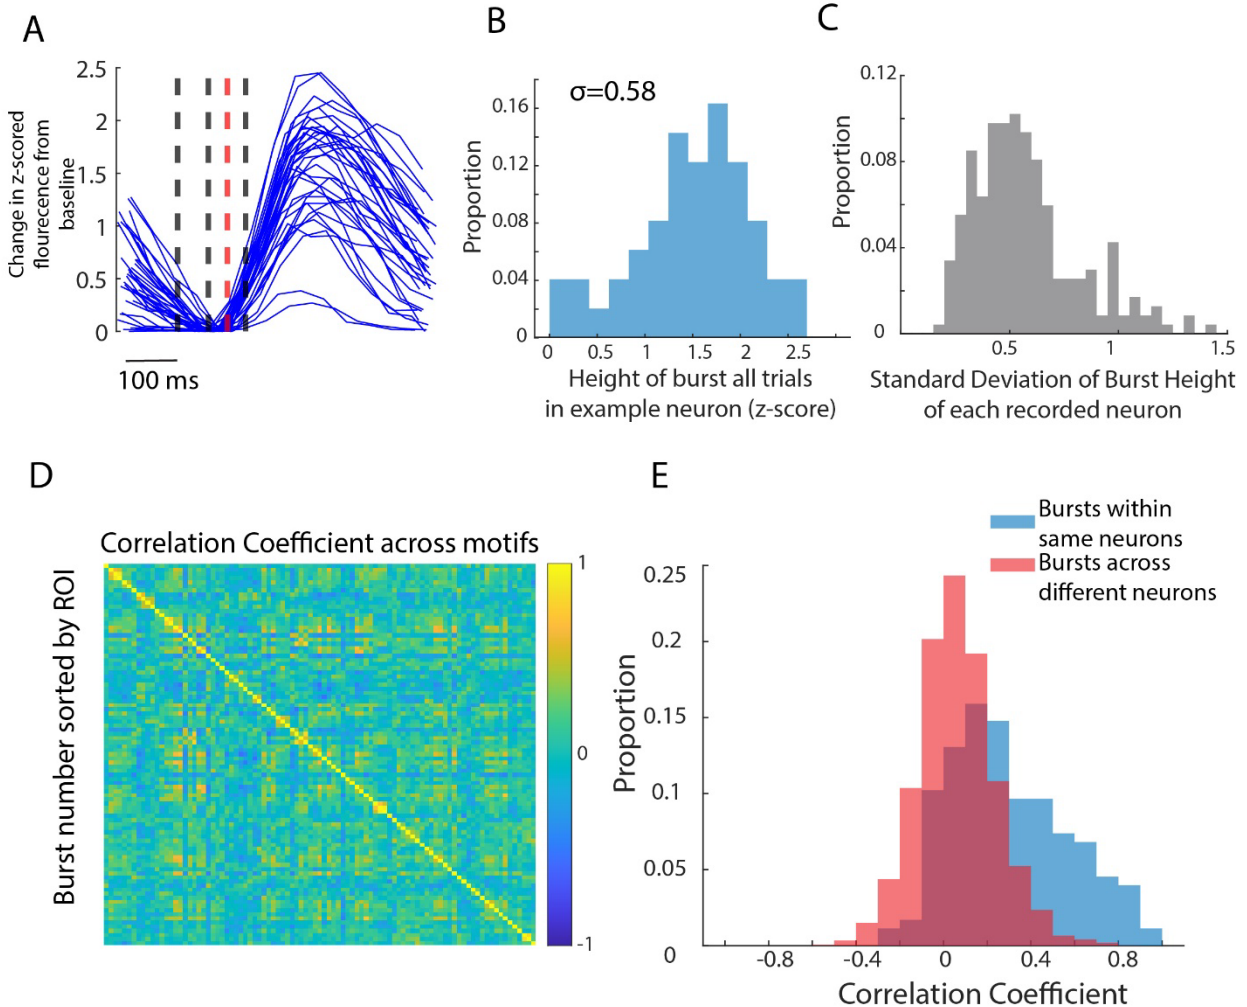 A
Change in z-scored
flourecence from
baseline
2.5
2
1.5
1
0.5
0
100 ms
B
σ=0.58
Proportion
0.16
0.12
0.08
0.04
0
0 0.5 1 1.5 2 2.5
Height of burst all trials
in example neuron (z-score)
C
Proportion
0.12
0.08
0.04
0
0.5 1 1.5
Standard Deviation of Burst Height
of each recorded neuron
D
Correlation Coefficient across motifs
Burst number sorted by ROI
1
0
-1
E
Bursts within
same neurons
Bursts across
different neurons
Proportion
0.25
0.2
0.15
0.1
0.05
0
-0.8 -0.4 0 0.4 0.8
Correlation Coefficient